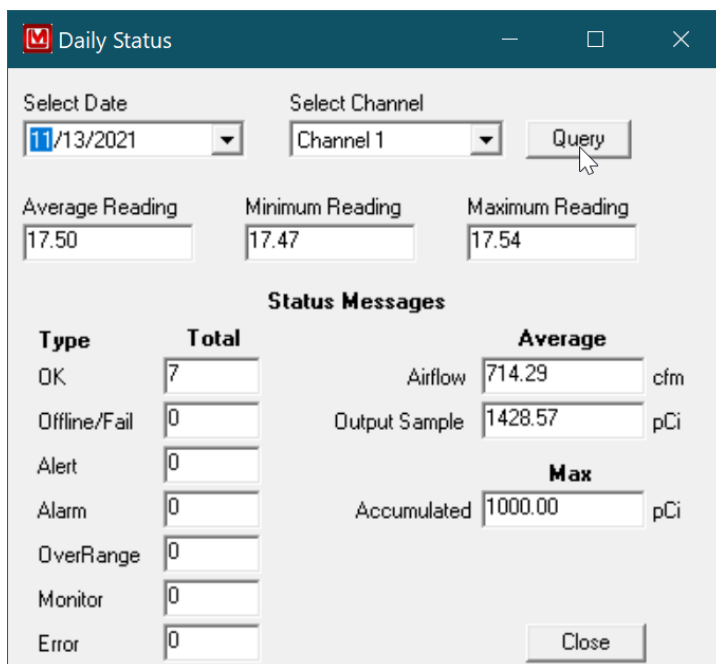 Daily Status
Select Date Select Channel
11/13/2021 Channel 1 Query
Average Reading Minimum Reading Maximum Reading
17.50 17.47 17.54
Status Messages
Type Total Average
OK 7 Airflow 714.29 cfm
Offline/Fail 0 Output Sample 1428.57 pCi
Alert 0 Max
Alarm 0 Accumulated 1000.00 pCi
OverRange 0
Monitor 0
Error 0 Close